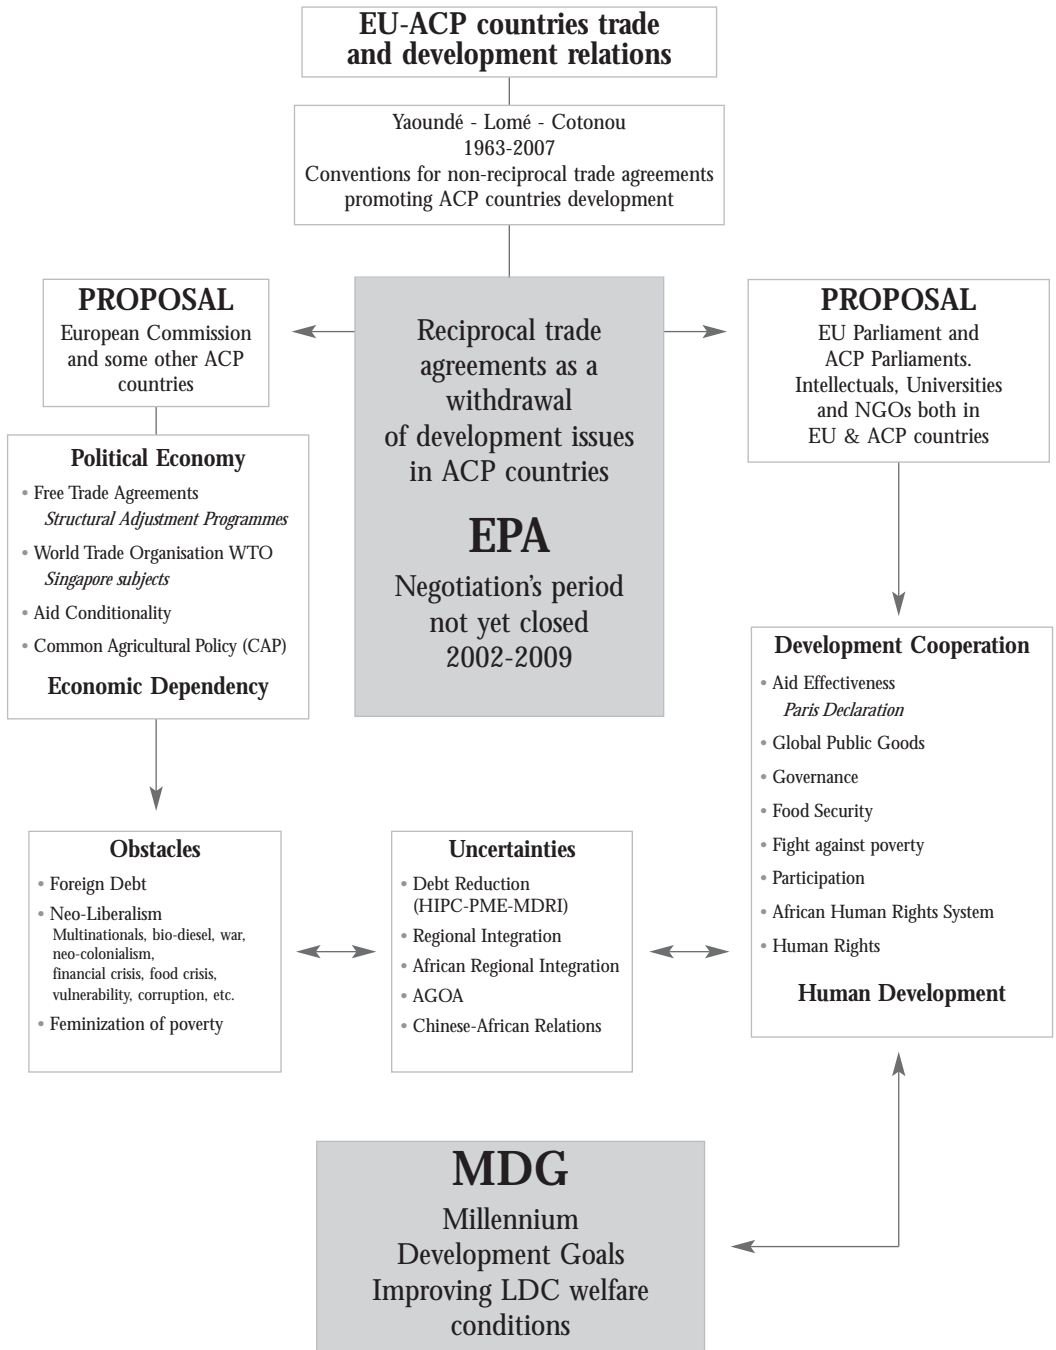 EU-ACP countries trade
and development relations
Yaoundé - Lomé - Cotonou
1963-2007
Conventions for non-reciprocal trade agreements
promoting ACP countries development
PROPOSAL
European Commission
and some other ACP
countries
Reciprocal trade
agreements as a
withdrawal
of development issues
in ACP countries
EPA
Negotiation's period
not yet closed
2002-2009
PROPOSAL
EU Parliament and
ACP Parliaments.
Intellectuals, Universities
and NGOs both in
EU & ACP countries
Political Economy
• Free Trade Agreements
Structural Adjustment Programmes
• World Trade Organisation WTO
Singapore subjects
• Aid Conditionality
• Common Agricultural Policy (CAP)
Economic Dependency
Development Cooperation
• Aid Effectiveness
Paris Declaration
• Global Public Goods
• Governance
• Food Security
• Fight against poverty
• Participation
• African Human Rights System
• Human Rights
Human Development
Obstacles
• Foreign Debt
• Neo-Liberalism
Multinationals, bio-diesel, war,
neo-colonialism,
financial crisis, food crisis,
vulnerability, corruption, etc.
• Feminization of poverty
Uncertainties
• Debt Reduction
(HIPC-PME-MDRI)
• Regional Integration
• African Regional Integration
• AGOA
• Chinese-African Relations
MDG
Millennium
Development Goals
Improving LDC welfare
conditions